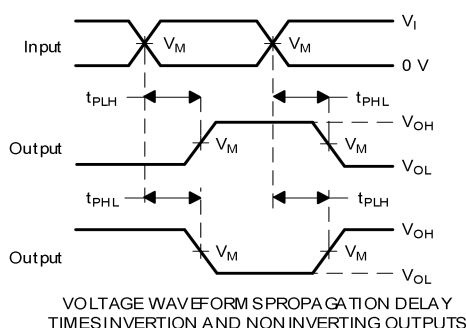 V_I
Input V_M V_M
0 V
t_PLH t_PHL
V_OH
Output V_M V_M
V_OL
t_PHL t_PLH
V_OH
Output V_M V_M
V_OL
VOLTAGE WAVEFORMS PROPAGATION DELAY
TIMES INVERTION AND NON INVERTING OUTPUTS